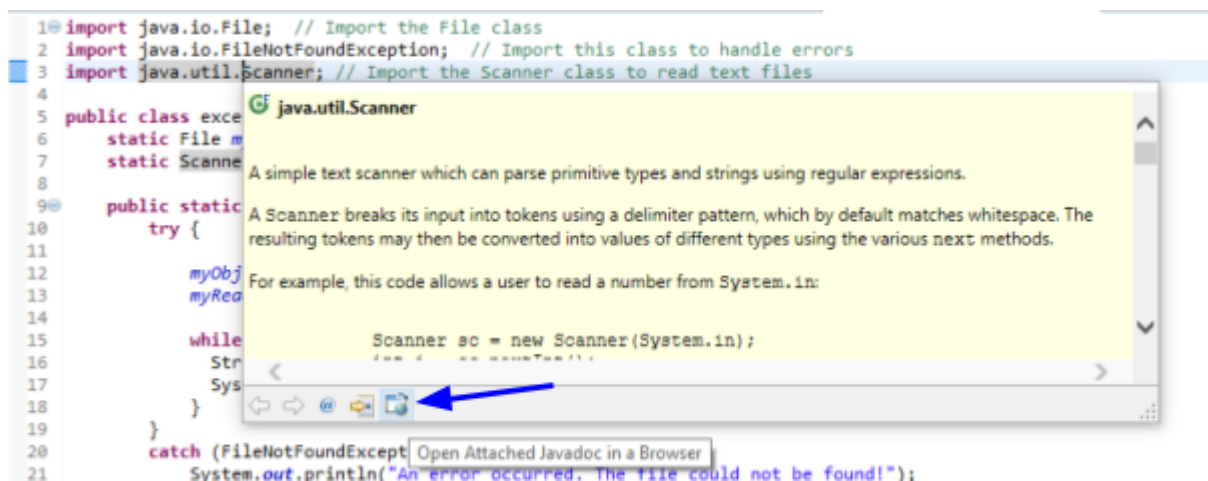 1 import java.io.File;  // Import the File class
2 import java.io.FileNotFoundException;  // Import this class to handle errors
3 import java.util.Scanner; // Import the Scanner class to read text files
4
5 public class exce
6 static File m
7 static Scanne
8
9 public static
10 try {
11
12 myObj
13 myRea
14
15 while
16 Str
17 Sys
18 }
19 }
20 catch (FileNotFoundExcept
21 System.out.println("An error occurred. The file could not be found!");
java.util.Scanner
A simple text scanner which can parse primitive types and strings using regular expressions.
A Scanner breaks its input into tokens using a delimiter pattern, which by default matches whitespace. The
resulting tokens may then be converted into values of different types using the various next methods.
For example, this code allows a user to read a number from System.in:
Scanner sc = new Scanner(System.in);
@
Open Attached Javadoc in a Browser